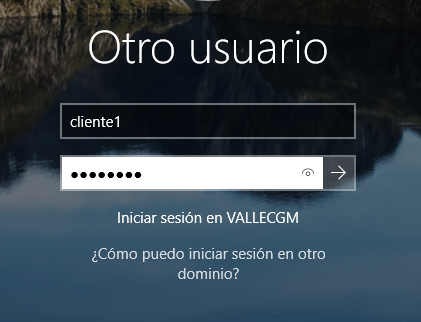 Otro usuario
cliente1
••••••••
Iniciar sesión en VALLECGM
¿Cómo puedo iniciar sesión en otro
dominio?